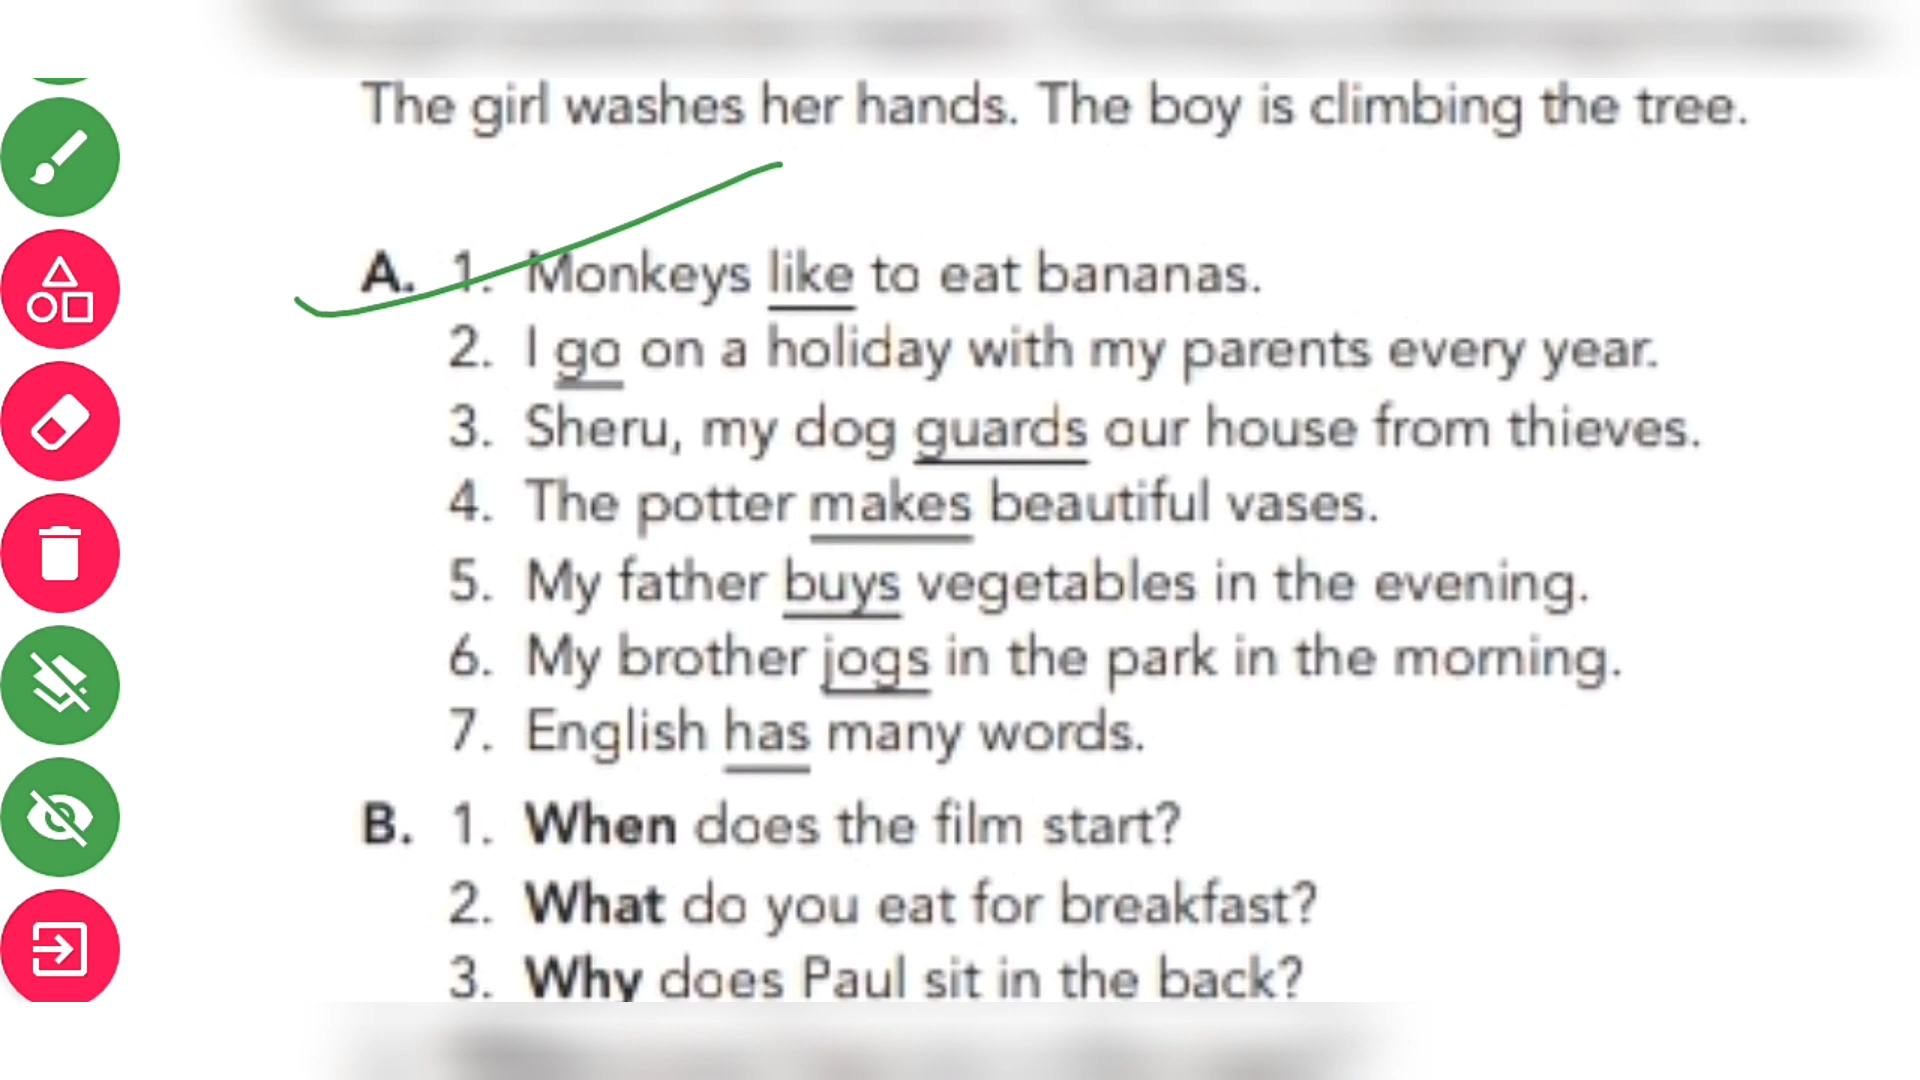 The girl washes her hands. The boy is climbing the tree.
A. 1. Monkeys like to eat bananas.
2. I go on a holiday with my parents every year.
3. Sheru, my dog guards our house from thieves.
4. The potter makes beautiful vases.
5. My father buys vegetables in the evening.
6. My brother jogs in the park in the morning.
7. English has many words.
B. 1. When does the film start?
2. What do you eat for breakfast?
3. Why does Paul sit in the back?